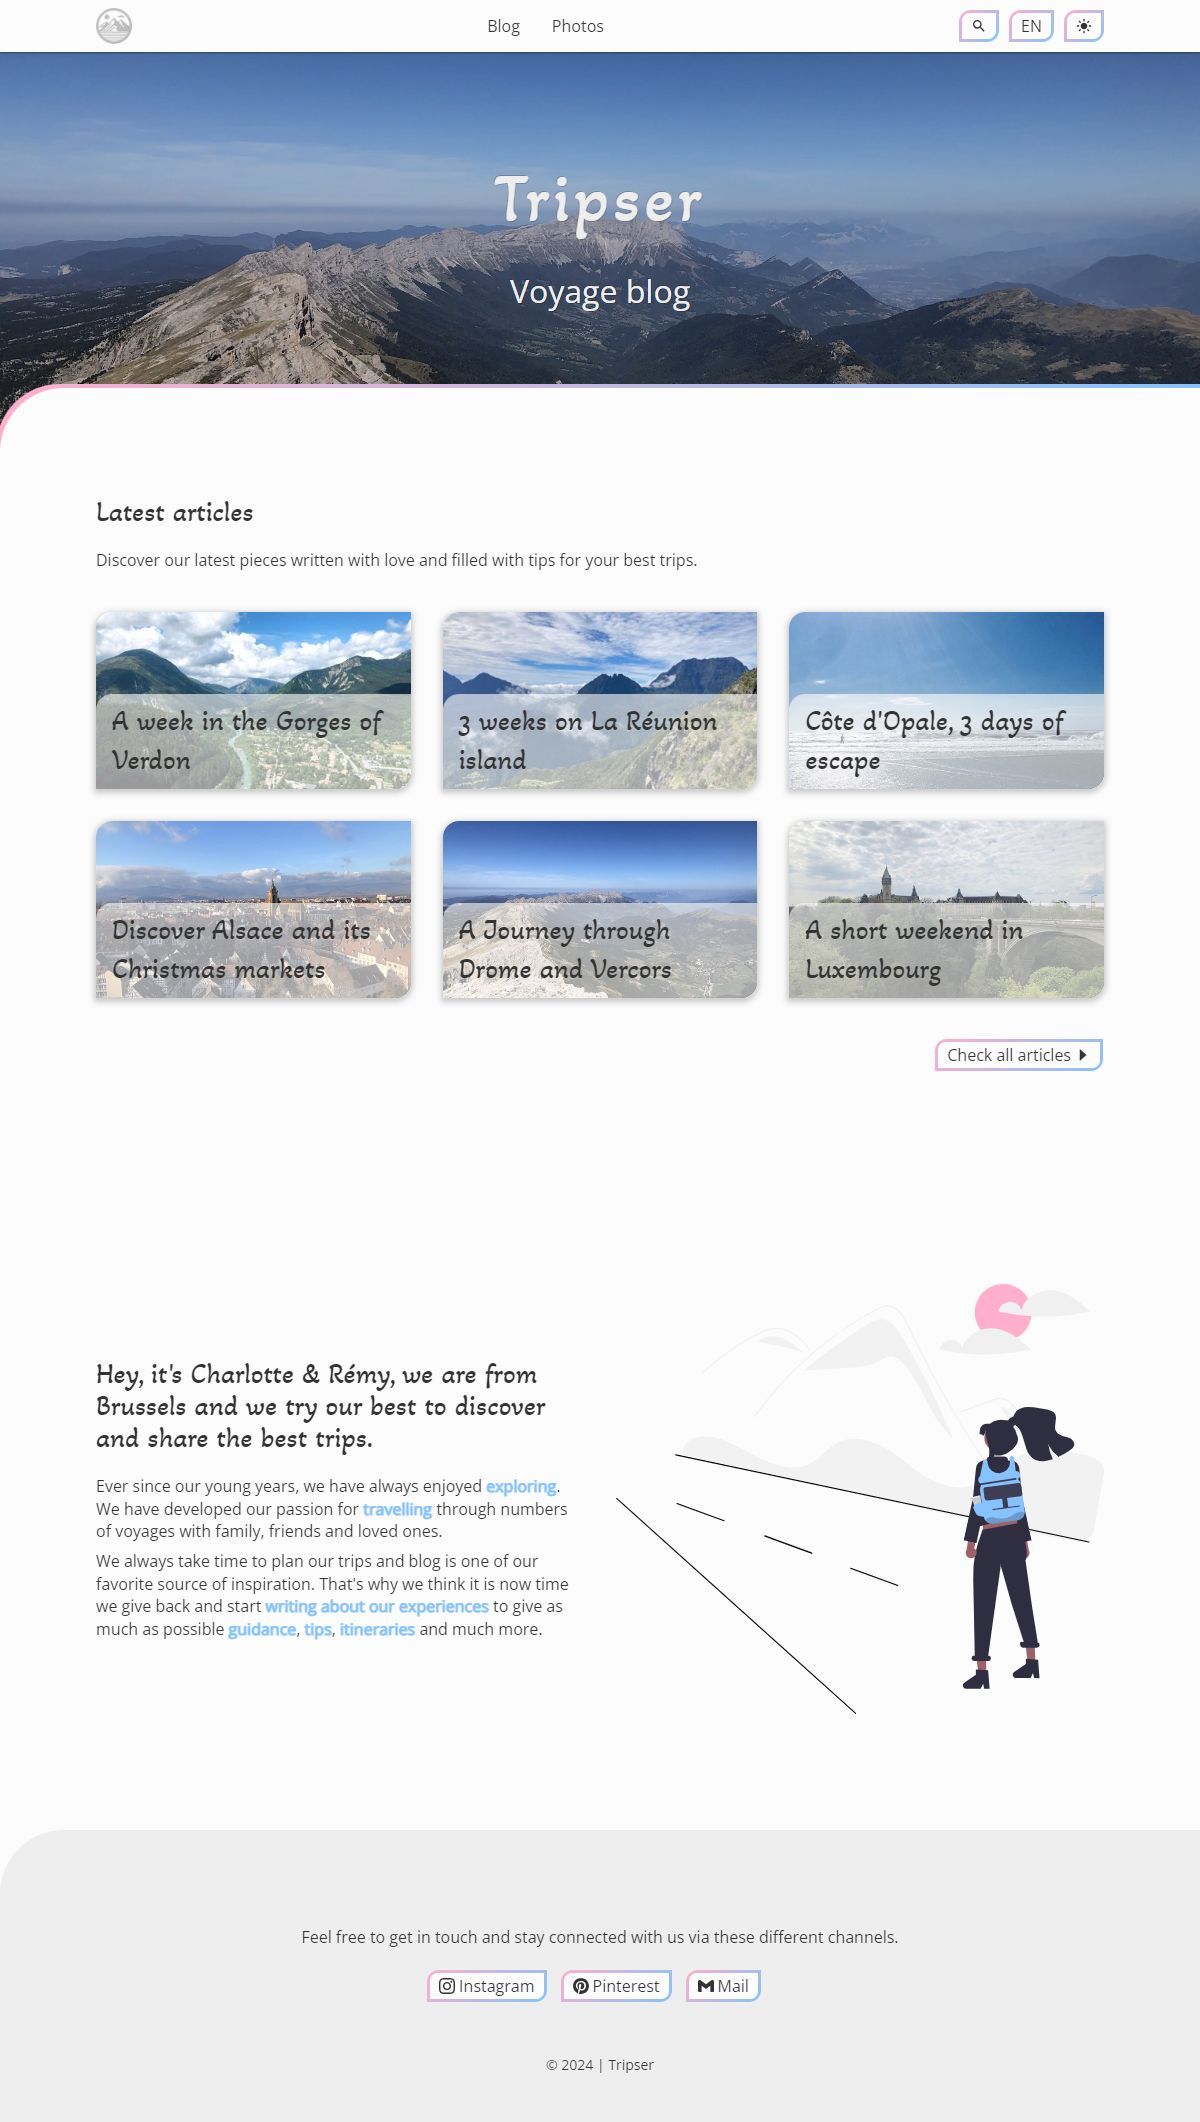 Blog Photos EN
Tripser
Voyage blog
Latest articles
Discover our latest pieces written with love and filled with tips for your best trips.
A week in the Gorges of
Verdon
3 weeks on La Réunion
island
Côte d'Opale, 3 days of
escape
Discover Alsace and its
Christmas markets
A Journey through
Drome and Vercors
A short weekend in
Luxembourg
Check all articles
Hey, it's Charlotte & Rémy, we are from
Brussels and we try our best to discover
and share the best trips.
Ever since our young years, we have always enjoyed exploring.
We have developed our passion for travelling through numbers
of voyages with family, friends and loved ones.
We always take time to plan our trips and blog is one of our
favorite source of inspiration. That's why we think it is now time
we give back and start writing about our experiences to give as
much as possible guidance, tips, itineraries and much more.
Feel free to get in touch and stay connected with us via these different channels.
Instagram Pinterest Mail
© 2024 | Tripser